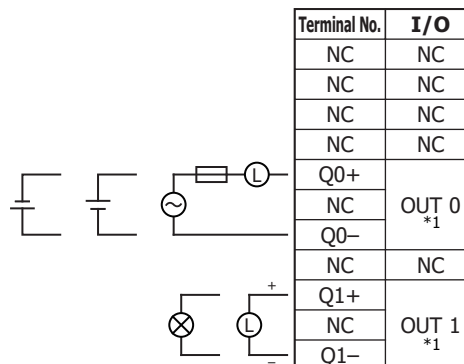 Terminal No. I/O
NC NC
NC NC
NC NC
NC NC
Q0+
NC OUT 0
*1
Q0–
NC NC
Q1+
NC OUT 1
*1
Q1–
L
+
L
–